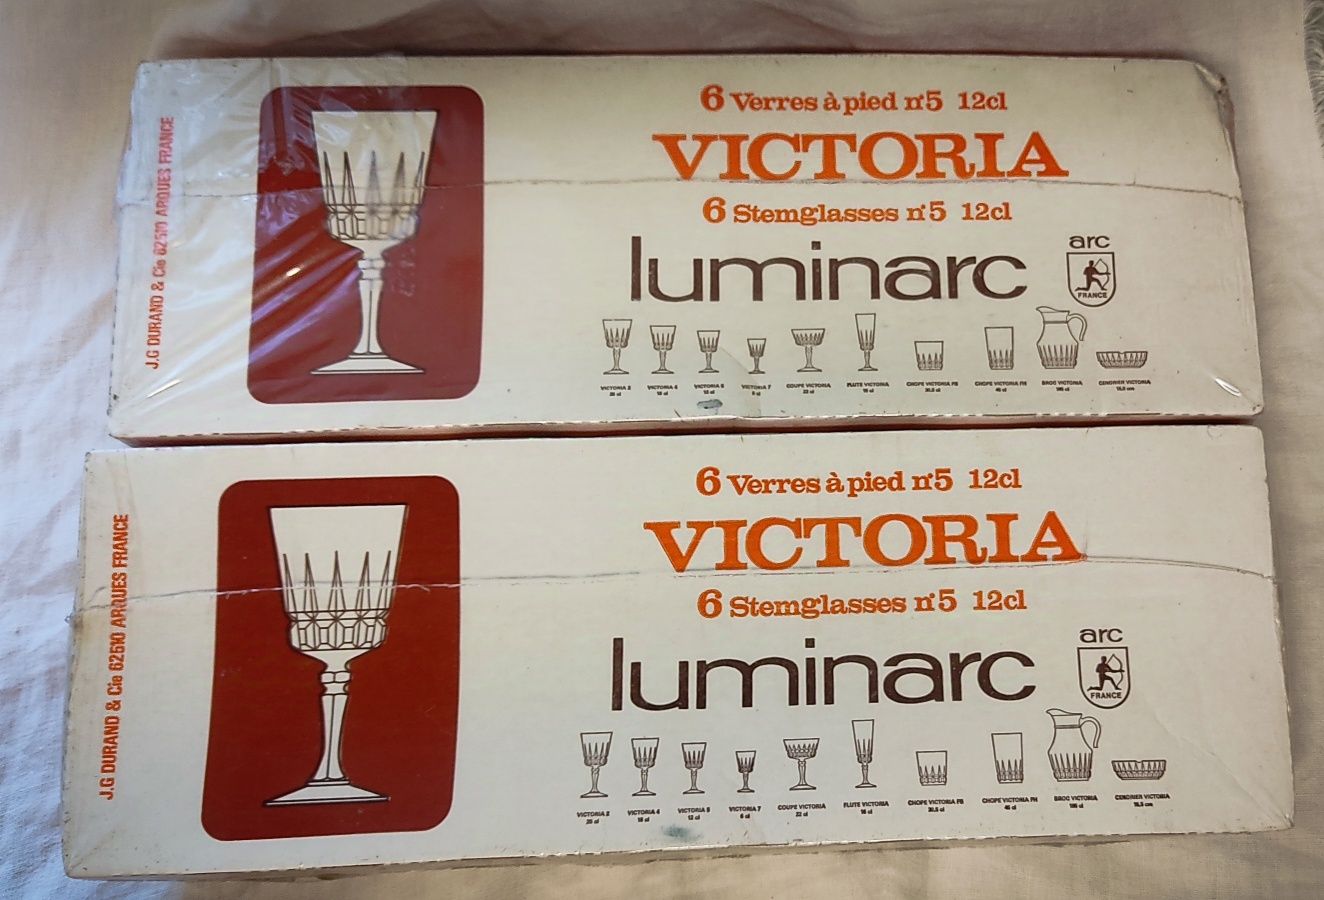 J.G DURAND & Cie 62510 ARQUES FRANCE
6 Verres à pied n°5 12cl
VICTORIA
6 Stemglasses n°5 12cl
luminarc
arc
FRANCE
VICTORIA 2 VICTORIA 4 VICTORIA 5 VICTORIA 7 COUPE VICTORIA FLUTE VICTORIA CHOPE VICTORIA FB CHOPE VICTORIA FH BROC VICTORIA CENDRIER VICTORIA
J.G DURAND & Cie 62510 ARQUES FRANCE
6 Verres à pied n°5 12cl
VICTORIA
6 Stemglasses n°5 12cl
luminarc
arc
FRANCE
VICTORIA 2 VICTORIA 4 VICTORIA 5 VICTORIA 7 COUPE VICTORIA FLUTE VICTORIA CHOPE VICTORIA FB CHOPE VICTORIA FH BROC VICTORIA CENDRIER VICTORIA